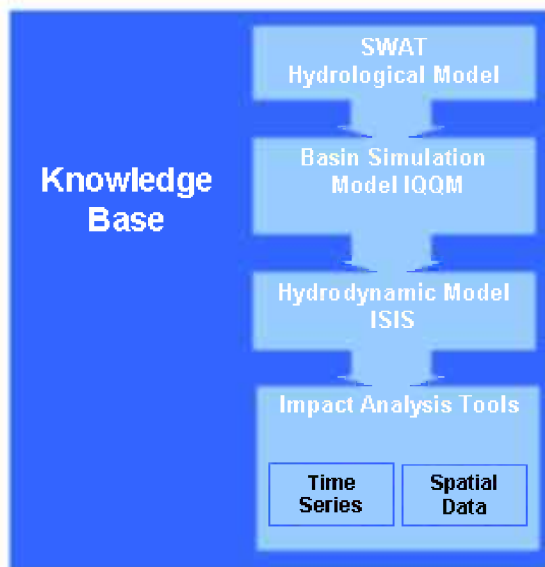 Knowledge
Base
SWAT
Hydrological Model
Basin Simulation
Model IQQM
Hydrodynamic Model
ISIS
Impact Analysis Tools
Time
Series
Spatial
Data